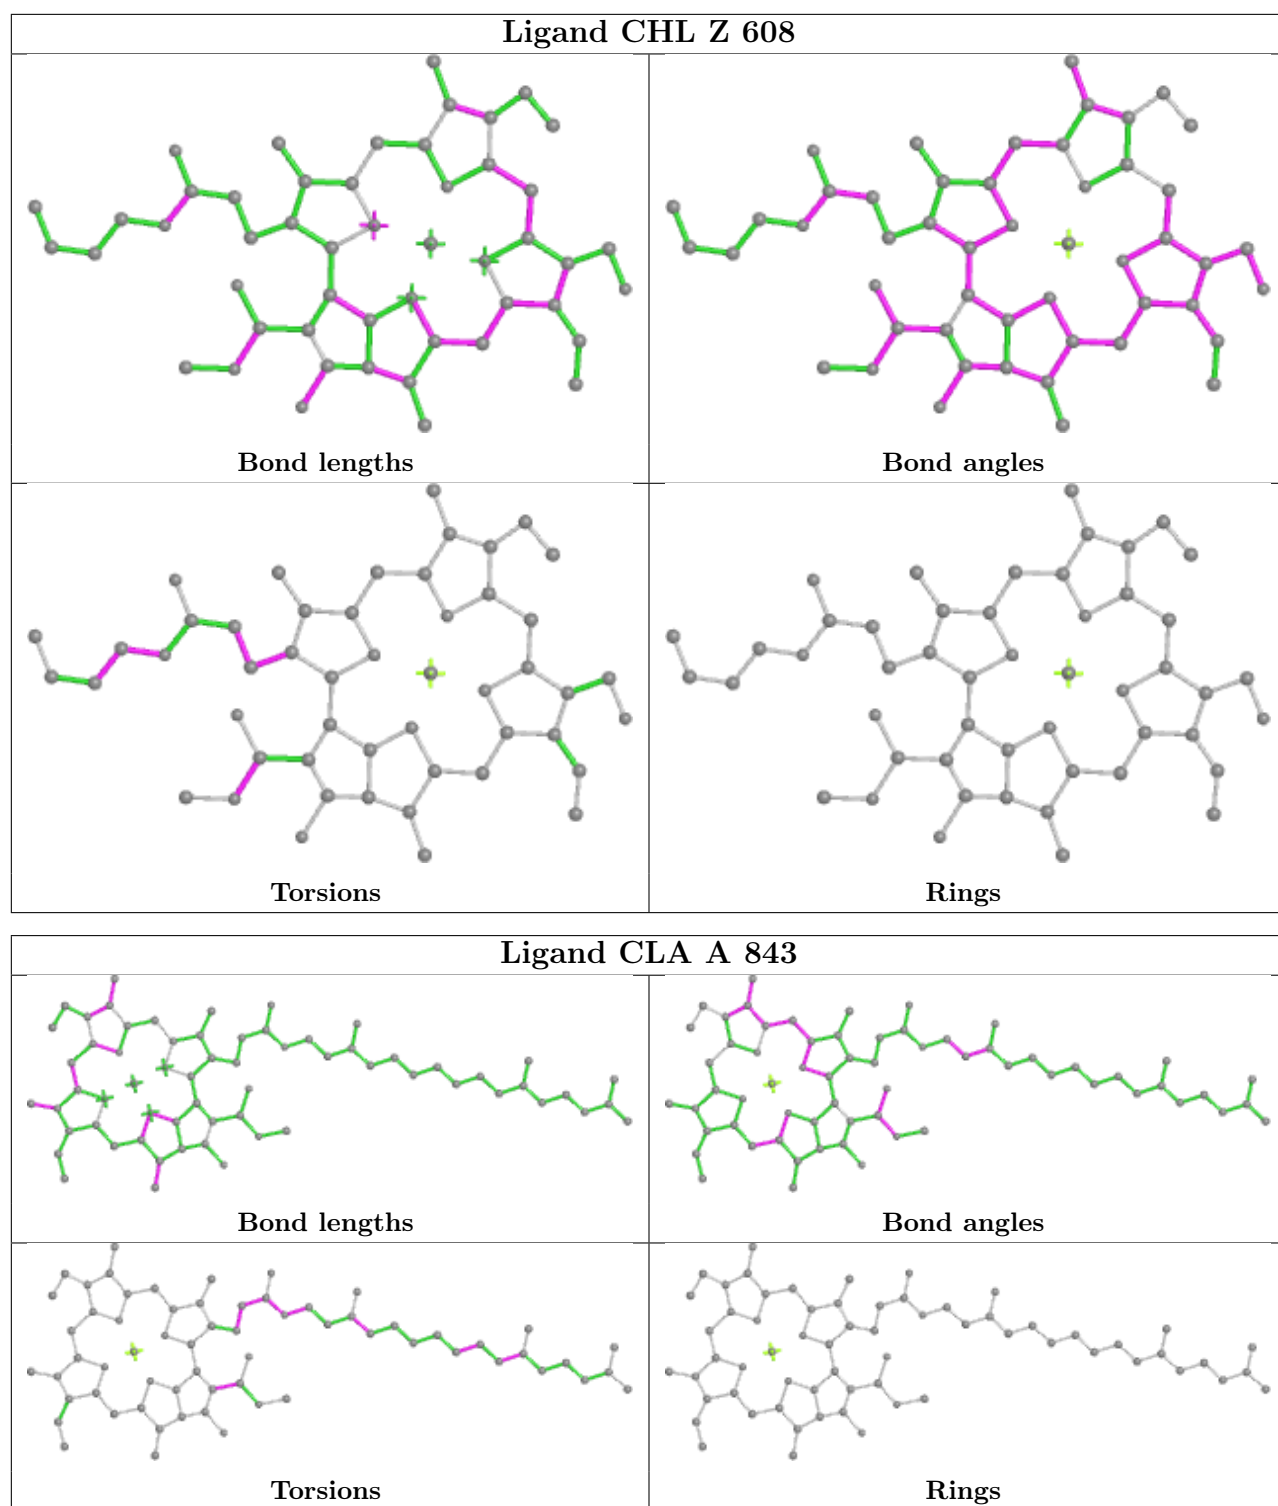 Ligand CHL Z 608
Bond lengths
Bond angles
Torsions
Rings
Ligand CLA A 843
Bond lengths
Bond angles
Torsions
Rings